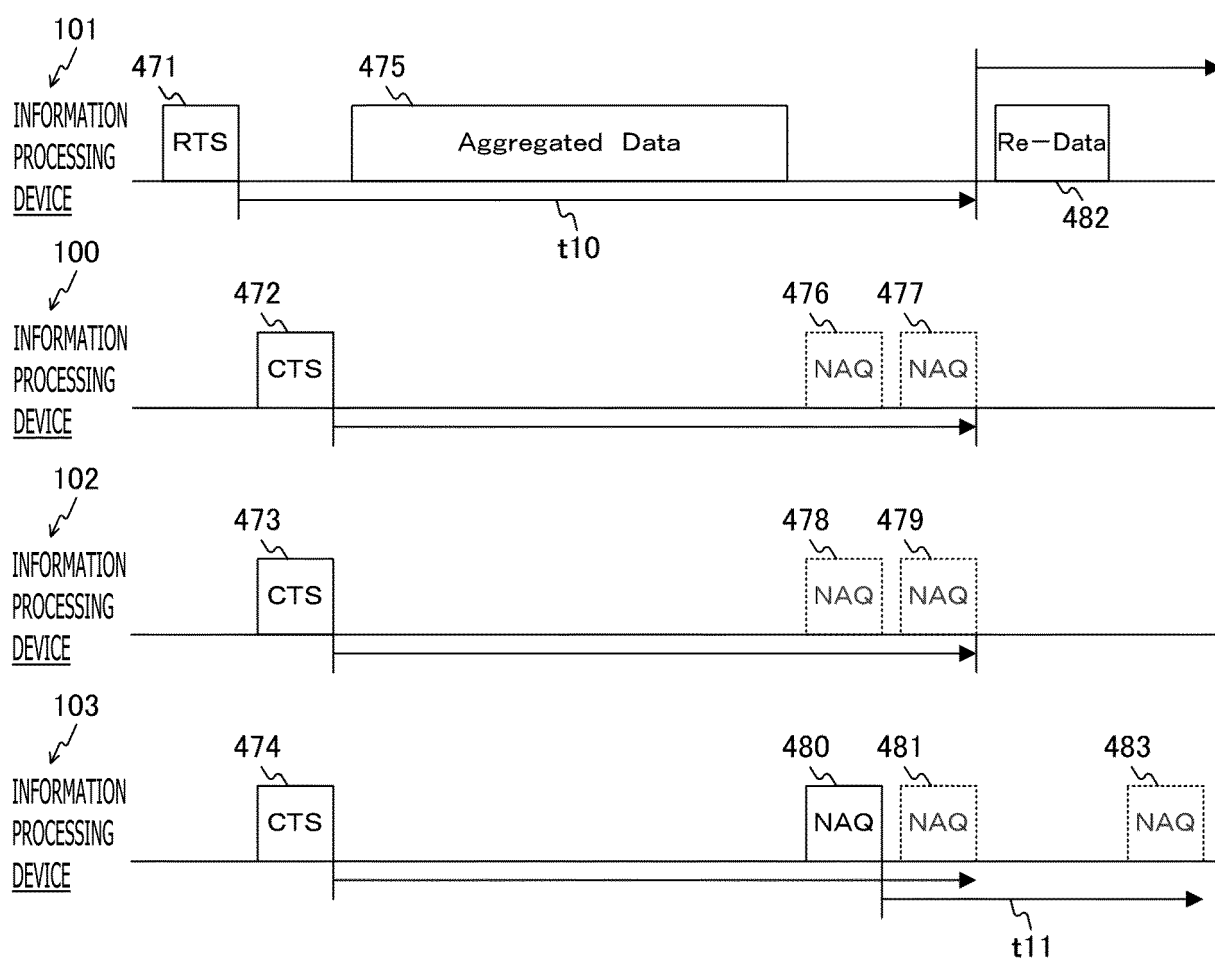 101
INFORMATION
PROCESSING
DEVICE
471
RTS
475
Aggregated Data
Re-Data
482
t10
100
INFORMATION
PROCESSING
DEVICE
472
CTS
476
NAQ
477
NAQ
102
INFORMATION
PROCESSING
DEVICE
473
CTS
478
NAQ
479
NAQ
103
INFORMATION
PROCESSING
DEVICE
474
CTS
480
NAQ
481
NAQ
483
NAQ
t11